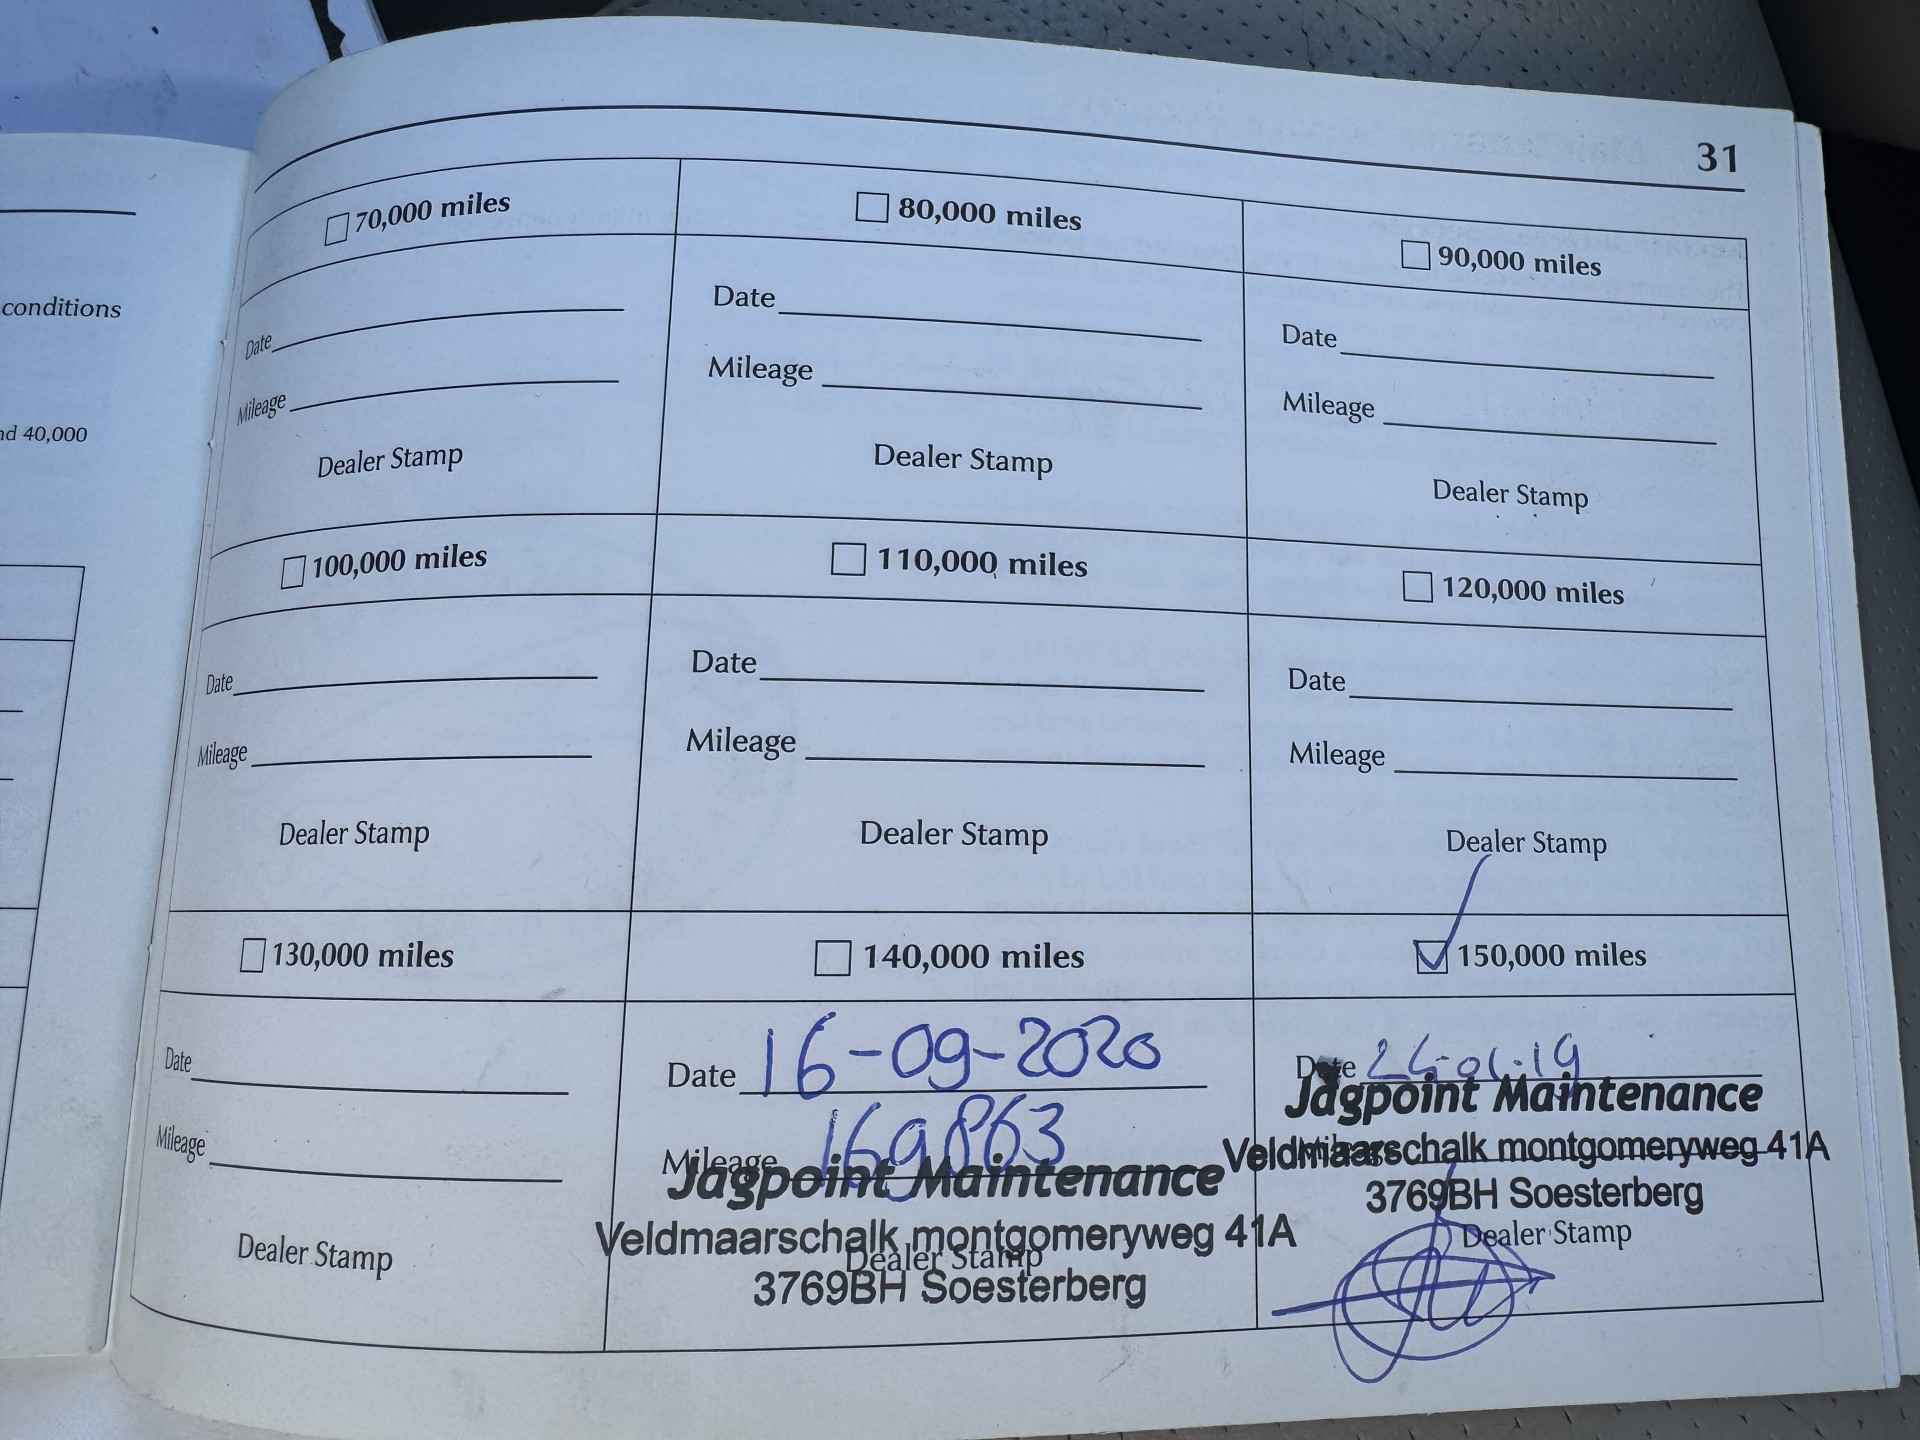 31
conditions
nd 40,000
70,000 miles
80,000 miles
90,000 miles
Date
Date
Date
Mileage
Mileage
Mileage
Dealer Stamp
Dealer Stamp
Dealer Stamp
100,000 miles
110,000 miles
120,000 miles
Date
Date
Date
Mileage
Mileage
Mileage
Dealer Stamp
Dealer Stamp
Dealer Stamp
130,000 miles
140,000 miles
150,000 miles
Date
Mileage
Dealer Stamp
Date 16-09-2020
Mileage 169863
Jagpoint Maintenance
Veldmaarschalk montgomeryweg 41A
Dealer Stamp
3769BH Soesterberg
Date
Jagpoint Maintenance
Mileage
Veldmaarschalk montgomeryweg 41A
3769BH Soesterberg
Dealer Stamp